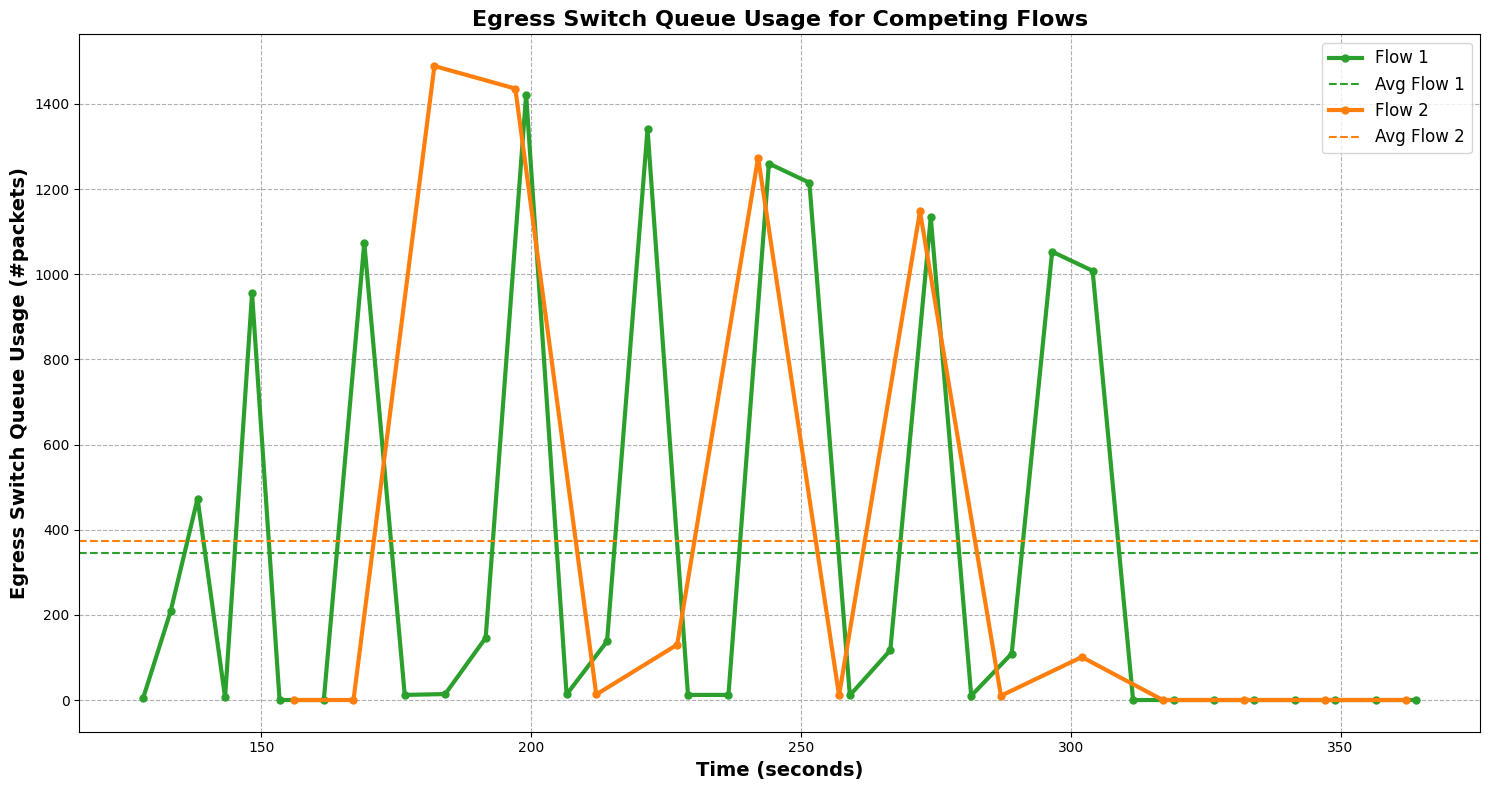 Egress Switch Queue Usage for Competing Flows
Flow 1
Avg Flow 1
Flow 2
Avg Flow 2
Egress Switch Queue Usage (#packets)
1400
1200
1000
800
600
400
200
0
150
200
250
300
350
Time (seconds)